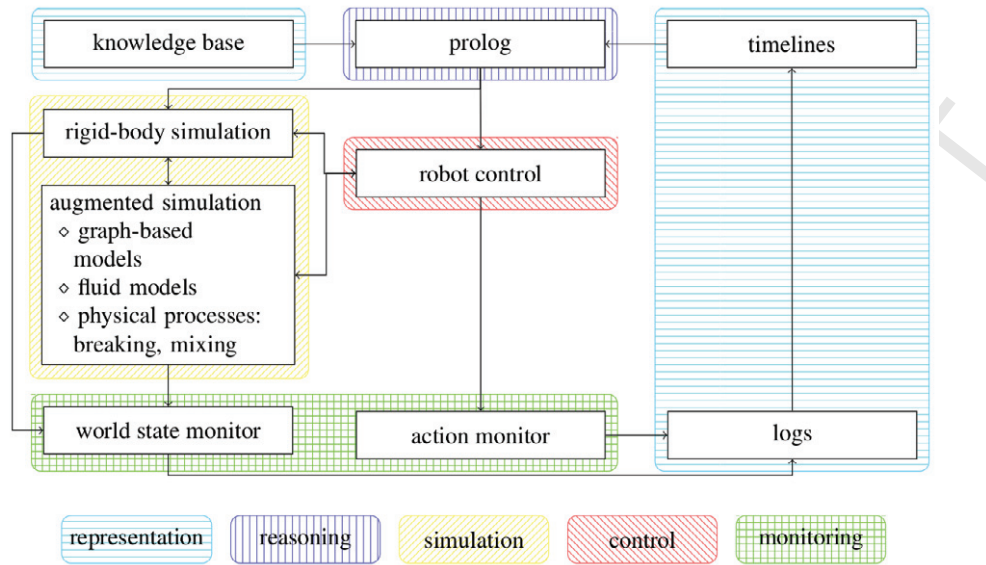 knowledge base
prolog
timelines
rigid-body simulation
robot control
augmented simulation
◇ graph-based
models
◇ fluid models
◇ physical processes:
breaking, mixing
world state monitor
action monitor
logs
representation
reasoning
simulation
control
monitoring